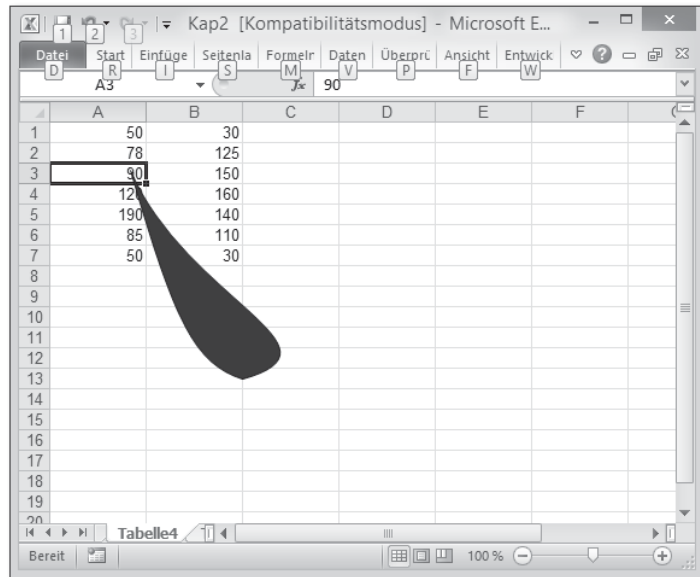 Kap2 [Kompatibilitätsmodus] - Microsoft E...
1 2 3
Datei Start Einfüge Seitenla Formelr Daten Überprü Ansicht Entwick
D R I S M V P F W
A3 fx 90
A B C D E F G
1 50 30
2 78 125
3 90 150
4 120 160
5 190 140
6 85 110
7 50 30
8
9
10
11
12
13
14
15
16
17
18
19
20
Tabelle4
Bereit 100 %